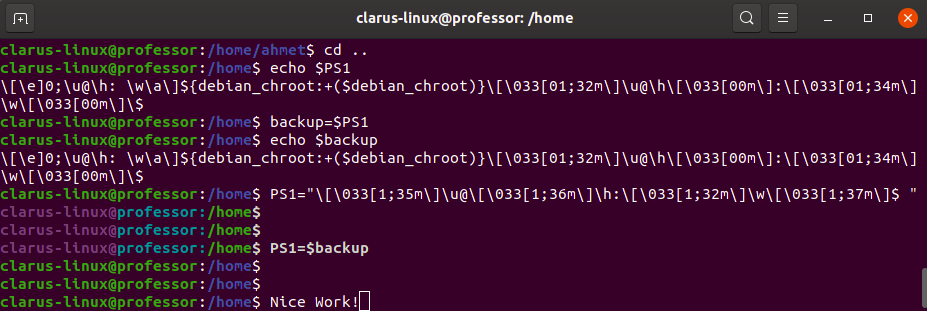 clarus-linux@professor: /home
clarus-linux@professor:/home/ahmet$ cd ..
clarus-linux@professor:/home$ echo $PS1
\[\e]0;\u@\h: \w\a\]${debian_chroot:+($debian_chroot)}\[\033[01;32m\]\u@\h\[\033[00m\]:\[\033[01;34m\]
\w\[\033[00m\]\$
clarus-linux@professor:/home$ backup=$PS1
clarus-linux@professor:/home$ echo $backup
\[\e]0;\u@\h: \w\a\]${debian_chroot:+($debian_chroot)}\[\033[01;32m\]\u@\h\[\033[00m\]:\[\033[01;34m\]
\w\[\033[00m\]\$
clarus-linux@professor:/home$ PS1="\[\033[1;35m\]\u@\[\033[1;36m\]\h:\[\033[1;32m\]\w\[\033[1;37m\]$ "
clarus-linux@professor:/home$
clarus-linux@professor:/home$
clarus-linux@professor:/home$ PS1=$backup
clarus-linux@professor:/home$
clarus-linux@professor:/home$
clarus-linux@professor:/home$ Nice Work!